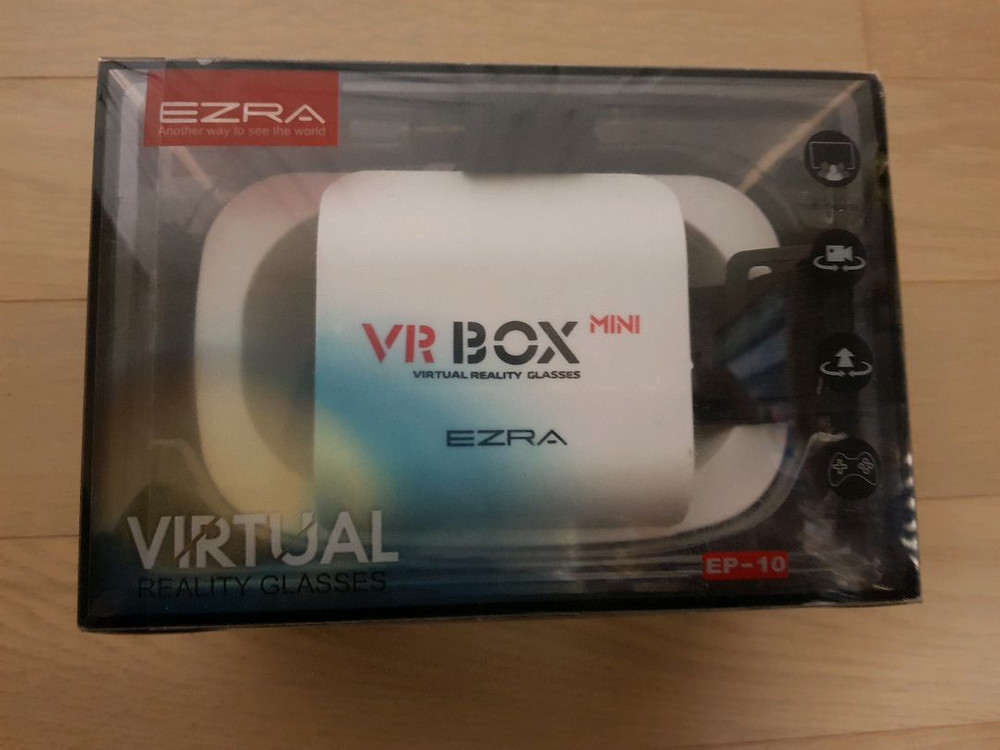 EZRA
Another way to see the world
VR BOX MINI
VIRTUAL REALITY GLASSES
EZRA
VIRTUAL
REALITY GLASSES
EP-10